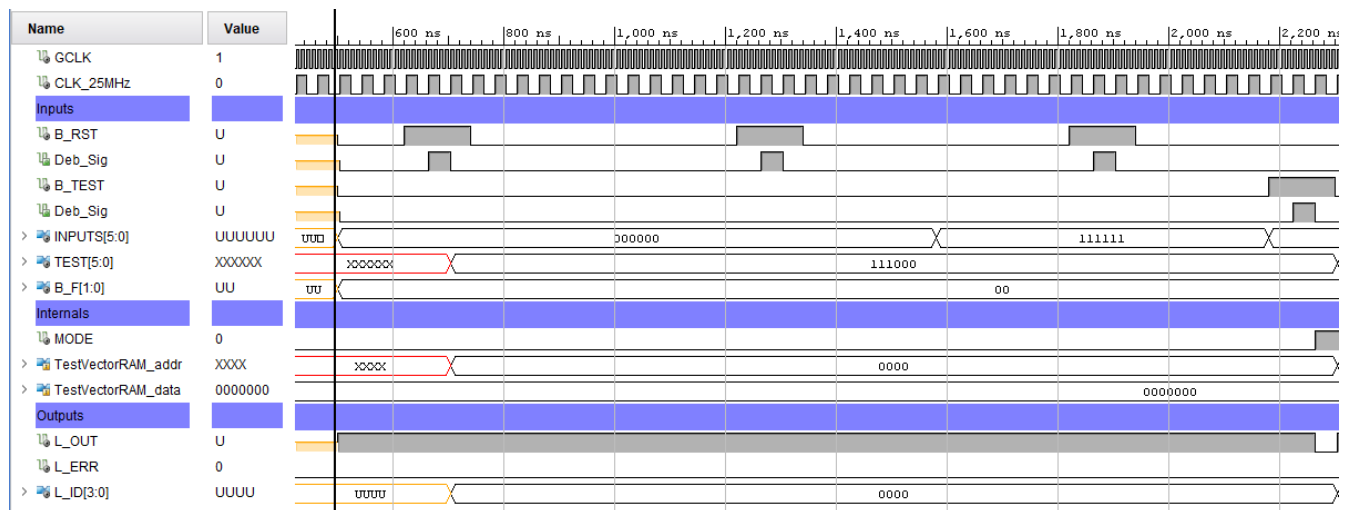 Name Value 600 ns 800 ns 1,000 ns 1,200 ns 1,400 ns 1,600 ns 1,800 ns 2,000 ns 2,200 ns
GCLK 1
CLK_25MHz 0
Inputs
B_RST U
Deb_Sig U
B_TEST U
Deb_Sig U
INPUTS[5:0] UUUUUU UUU 000000 111111
TEST[5:0] XXXXXX XXXXXX 111000
B_F[1:0] UU UU 00
Internals
MODE 0
TestVectorRAM_addr XXXX XXXX 0000
TestVectorRAM_data 0000000 0000000
Outputs
L_OUT U
L_ERR 0
L_ID[3:0] UUUU UUUU 0000